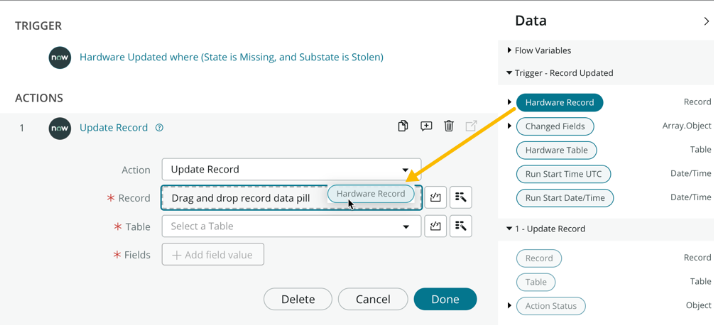 TRIGGER
now Hardware Updated where (State is Missing, and Substate is Stolen)
ACTIONS
1 now Update Record ?
Action Update Record
* Record Drag and drop record data pill Hardware Record
* Table Select a Table
* Fields + Add field value
Delete Cancel Done
Data
Flow Variables
Trigger - Record Updated
Hardware Record Record
Changed Fields Array.Object
Hardware Table Table
Run Start Time UTC Date/Time
Run Start Date/Time Date/Time
1 - Update Record
Record Record
Table Table
Action Status Object